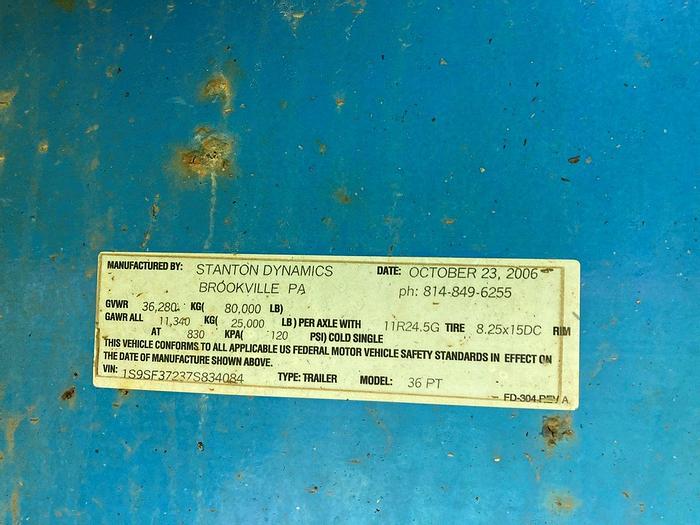 MANUFACTURED BY: STANTON DYNAMICS DATE: OCTOBER 23, 2006
BROOKVILLE PA ph: 814-849-6255
GVWR 36,280 KG( 80,000 LB)
GAWR ALL 11,340 KG( 25,000 LB) PER AXLE WITH 11R24.5G TIRE 8.25x15DC RIM
AT 830 KPA( 120 PSI) COLD SINGLE
THIS VEHICLE CONFORMS TO ALL APPLICABLE US FEDERAL MOTOR VEHICLE SAFETY STANDARDS IN EFFECT ON
THE DATE OF MANUFACTURE SHOWN ABOVE.
VIN: 1S9SF37237S834084 TYPE: TRAILER MODEL: 36 PT
FD-304 REV A